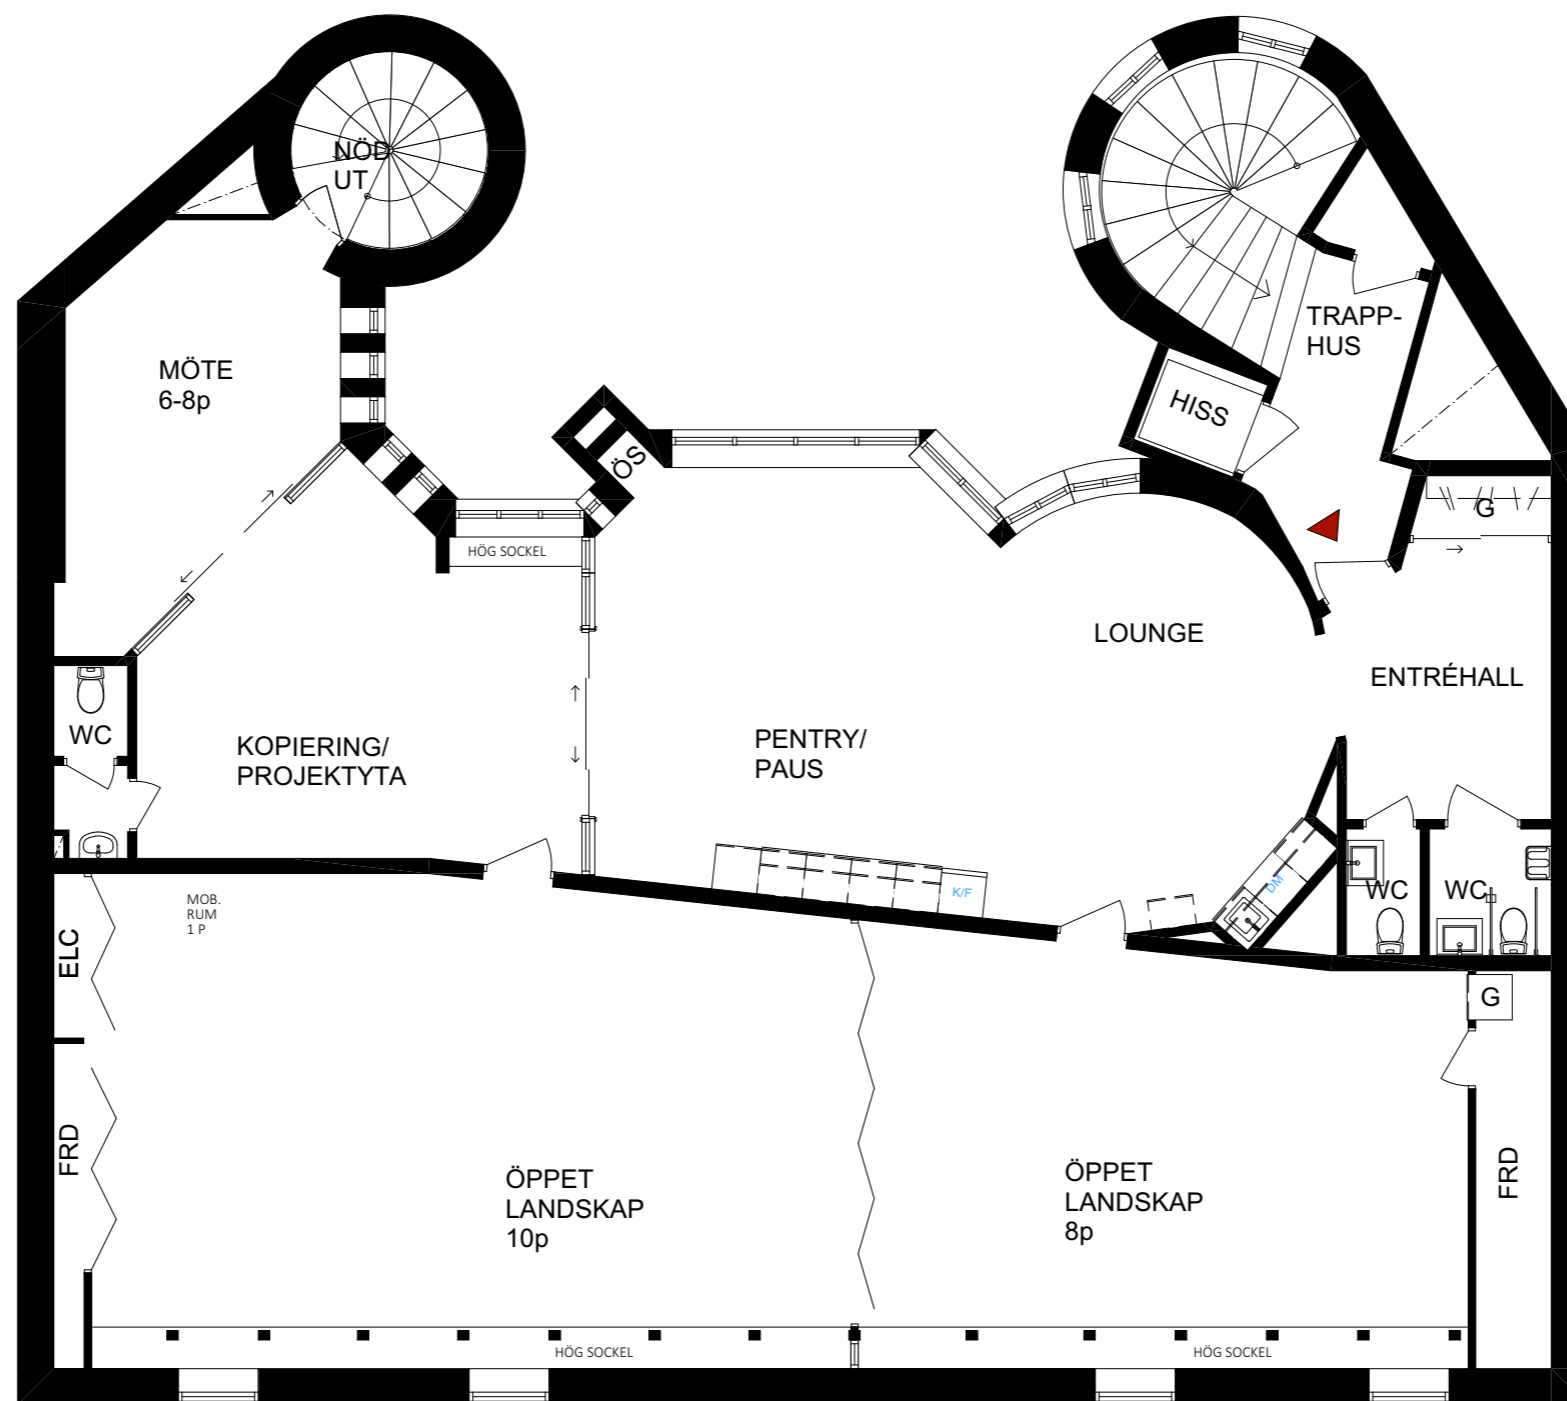 NÖD
UT
TRAPP-
HUS
MÖTE
6-8p
HISS
ÖS
G
HÖG SOCKEL
LOUNGE
ENTRÉHALL
WC
KOPIERING/
PROJEKTYTA
PENTRY/
PAUS
K/F
DM
WC
WC
MOB.
RUM
1 P
ELC
G
FRD
ÖPPET
LANDSKAP
10p
ÖPPET
LANDSKAP
8p
FRD
HÖG SOCKEL
HÖG SOCKEL